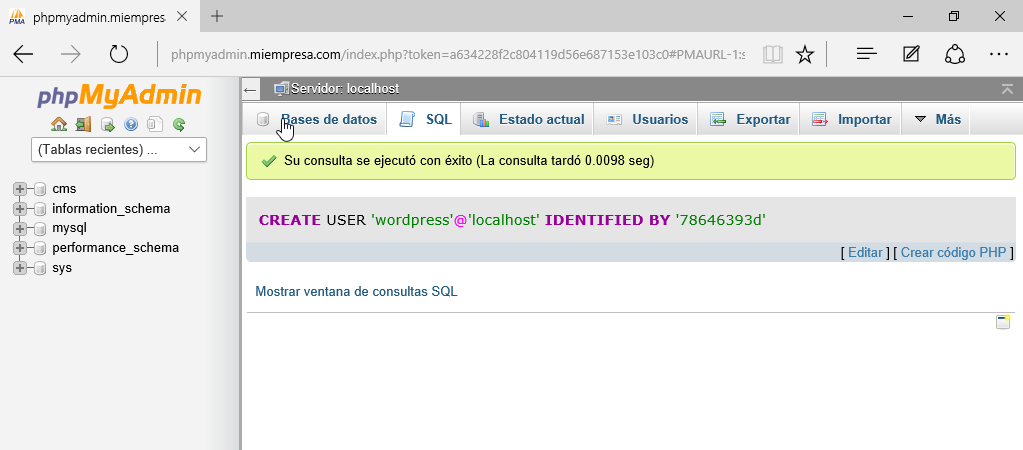 phpmyadmin.miempres
phpmyadmin.miempresa.com/index.php?token=a634228f2c804119d56e687153e103c0#PMAURL-1:s
phpMyAdmin
(Tablas recientes) ...
cms
information_schema
mysql
performance_schema
sys
Servidor: localhost
Bases de datos SQL Estado actual Usuarios Exportar Importar Más
Su consulta se ejecutó con éxito (La consulta tardó 0.0098 seg)
CREATE USER 'wordpress'@'localhost' IDENTIFIED BY '78646393d'
[ Editar ] [ Crear código PHP ]
Mostrar ventana de consultas SQL